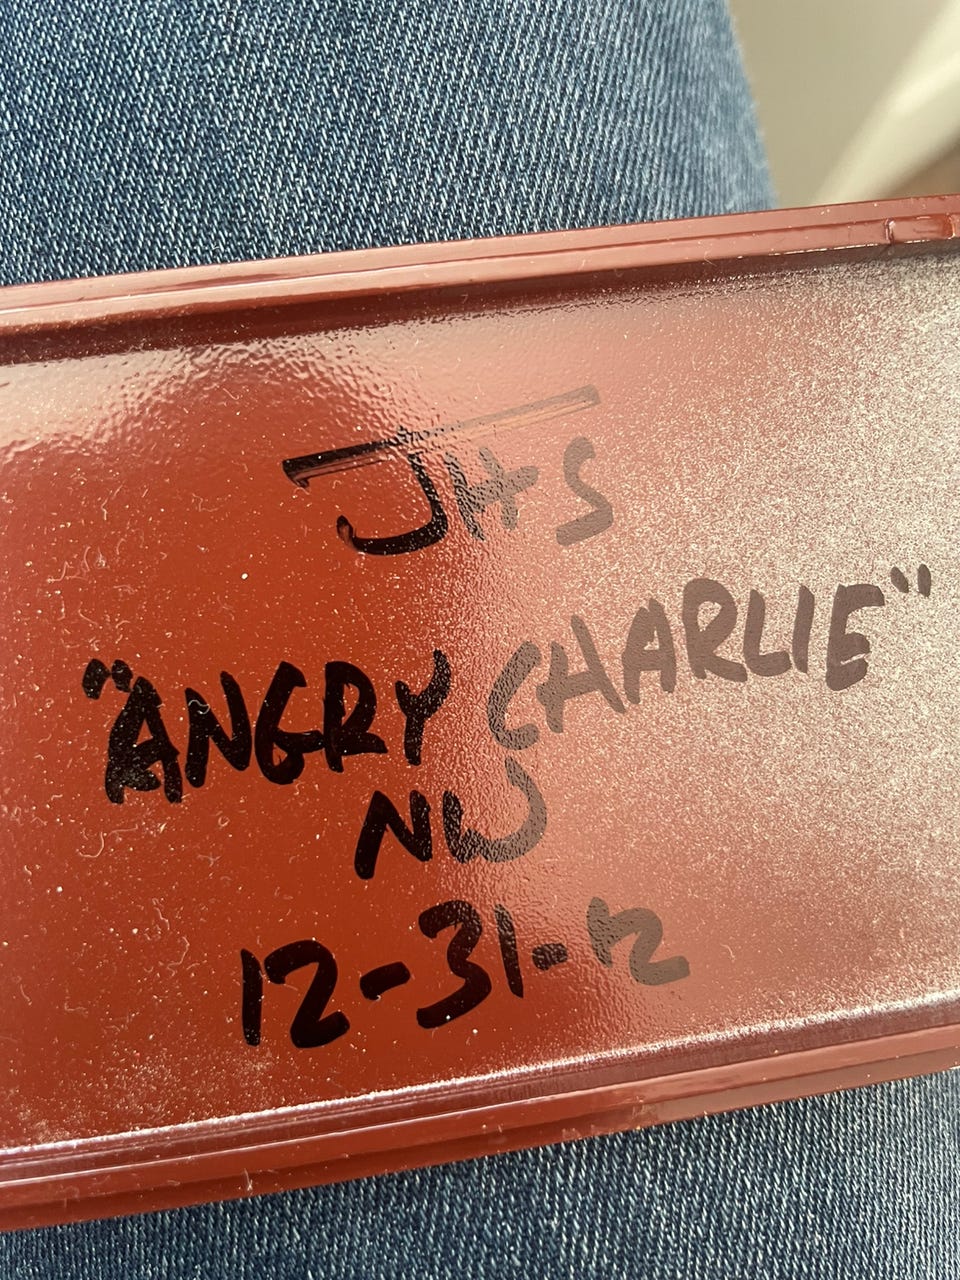 JHS
"ANGRY CHARLIE"
NW
12-31-12